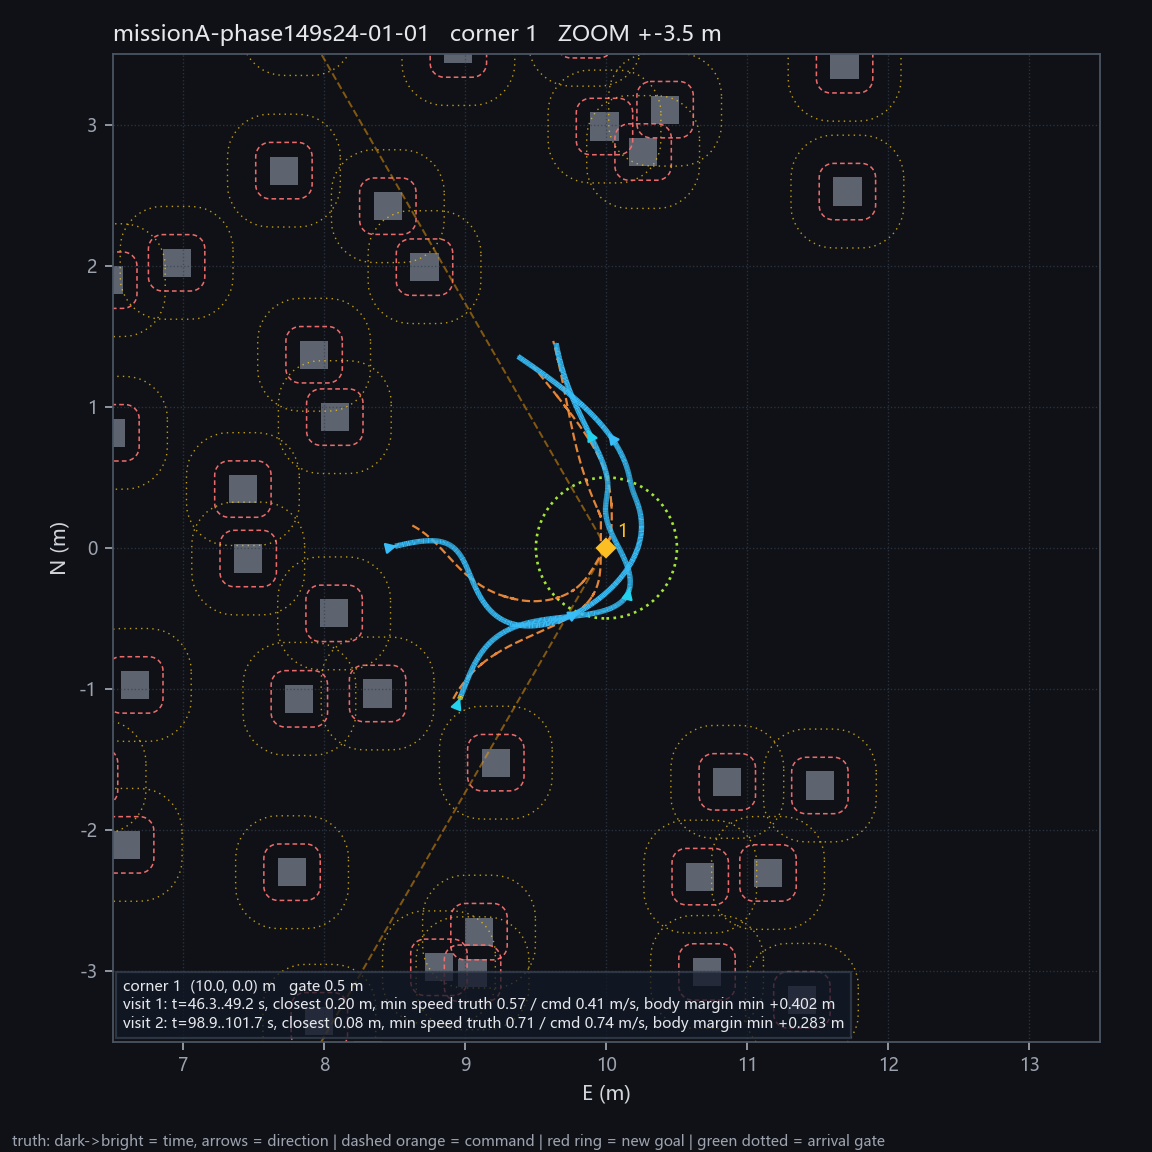 missionA-phase149s24-01-01 corner 1 ZOOM +-3.5 m
3
2
1
0
-1
-2
-3
N (m)
1
corner 1 (10.0, 0.0) m gate 0.5 m
visit 1: t=46.3..49.2 s, closest 0.20 m, min speed truth 0.57 / cmd 0.41 m/s, body margin min +0.402 m
visit 2: t=98.9..101.7 s, closest 0.08 m, min speed truth 0.71 / cmd 0.74 m/s, body margin min +0.283 m
7 8 9 10 11 12 13
E (m)
truth: dark->bright = time, arrows = direction | dashed orange = command | red ring = new goal | green dotted = arrival gate